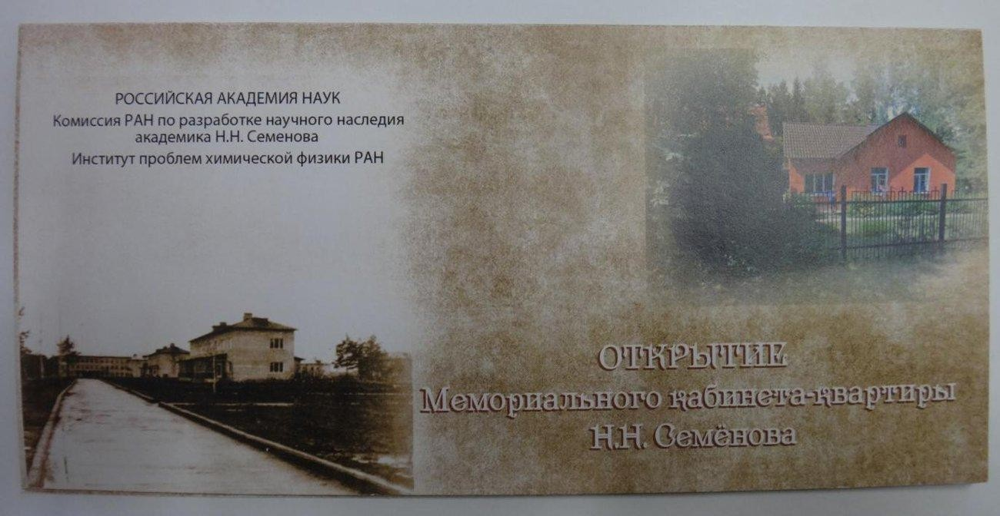 РОССИЙСКАЯ АКАДЕМИЯ НАУК
Комиссия РАН по разработке научного наследия
академика Н.Н. Семенова
Институт проблем химической физики РАН
ОТКРЫТИЕ
Мемориального кабинета-квартиры
Н.Н. Семёнова